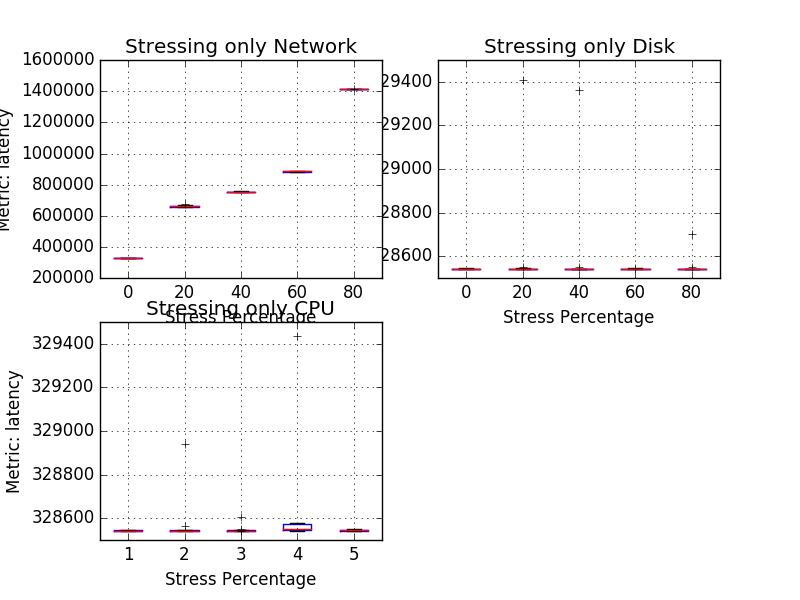 Stressing only Network
1600000
1400000
1200000
1000000
800000
600000
400000
200000
Metric: latency
0 20 40 60 80
Stress Percentage
Stressing only Disk
29400
29200
29000
28800
28600
0 20 40 60 80
Stress Percentage
Stressing only CPU
329400
329200
329000
328800
328600
Metric: latency
1 2 3 4 5
Stress Percentage